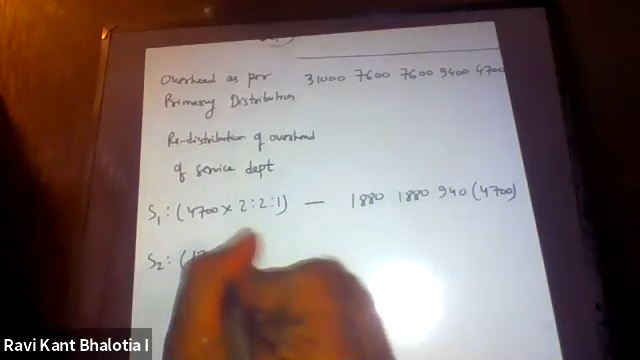 Overhead as per 31000 7600 7600 9400 4700
Primary Distribution
Re-distribution of overhead
of service dept
S₁: (4700 × 2:2:1) — 1880 1880 940 (4700)
S₂: (
Ravi Kant Bhalotia I